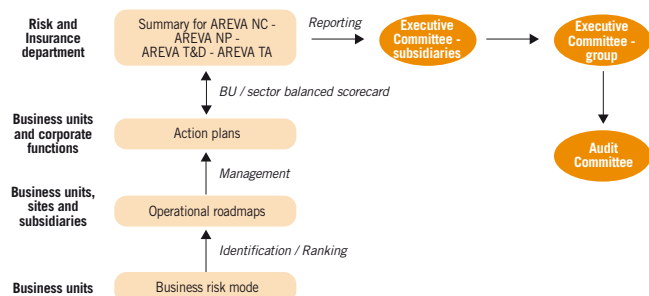 Risk and
Insurance
department
Summary for AREVA NC -
AREVA NP -
AREVA T&D - AREVA TA
Reporting
Executive
Committee -
subsidiaries
Executive
Committee -
group
BU / sector balanced scorecard
Business units
and corporate
functions
Action plans
Audit
Committee
Management
Business units,
sites and
subsidiaries
Operational roadmaps
Identification / Ranking
Business units
Business risk mode